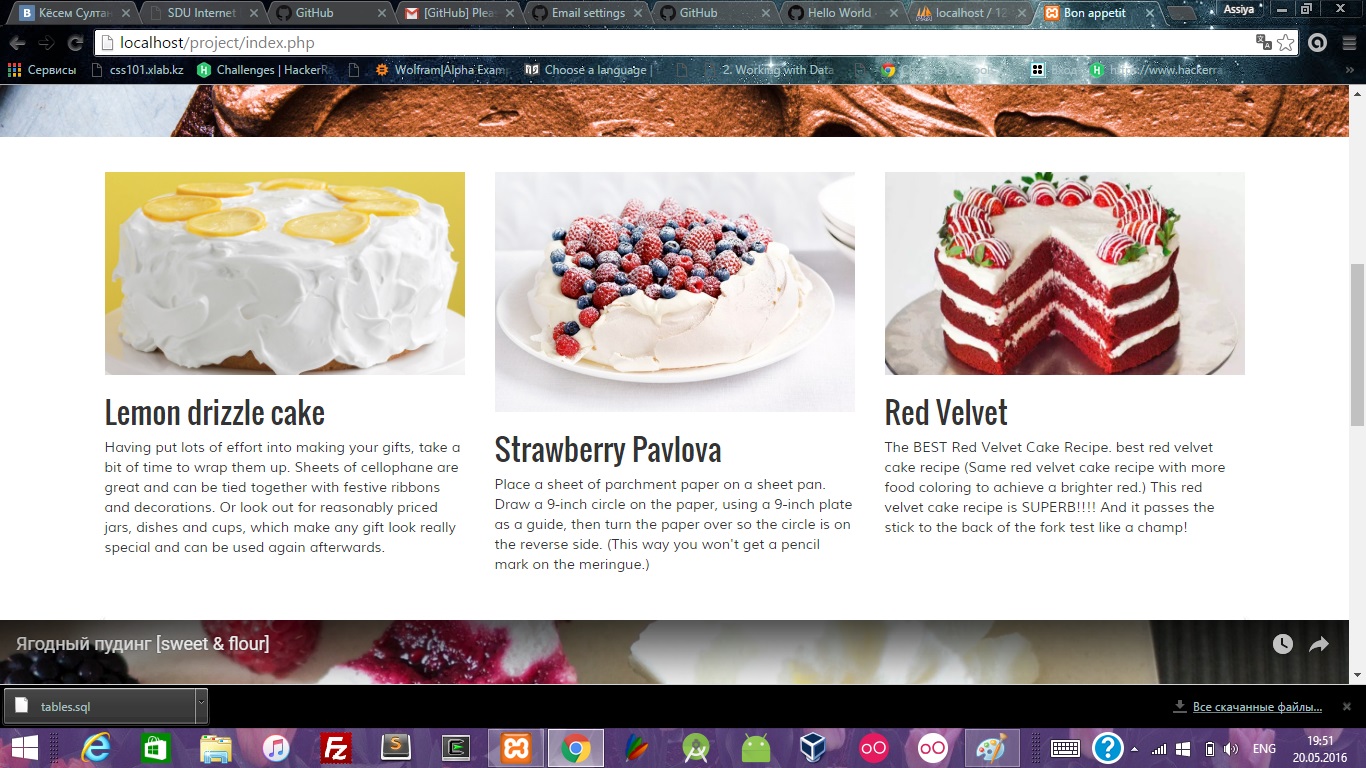 Кёсем Султан
SDU Internet
GitHub
[GitHub] Pleas
Email settings
GitHub
Hello World
localhost / 12
Bon appetit
Assiya
localhost/project/index.php
Сервисы
css101.xlab.kz
Challenges | HackerRa
Wolfram|Alpha Examp
Choose a language |
2. Working with Data
Вход
https://www.hackerra
Lemon drizzle cake
Having put lots of effort into making your gifts, take a
bit of time to wrap them up. Sheets of cellophane are
great and can be tied together with festive ribbons
and decorations. Or look out for reasonably priced
jars, dishes and cups, which make any gift look really
special and can be used again afterwards.
Strawberry Pavlova
Place a sheet of parchment paper on a sheet pan.
Draw a 9-inch circle on the paper, using a 9-inch plate
as a guide, then turn the paper over so the circle is on
the reverse side. (This way you won't get a pencil
mark on the meringue.)
Red Velvet
The BEST Red Velvet Cake Recipe. best red velvet
cake recipe (Same red velvet cake recipe with more
food coloring to achieve a brighter red.) This red
velvet cake recipe is SUPERB!!!! And it passes the
stick to the back of the fork test like a champ!
Ягодный пудинг [sweet & flour]
tables.sql
Все скачанные файлы...
ENG
19:51
20.05.2016